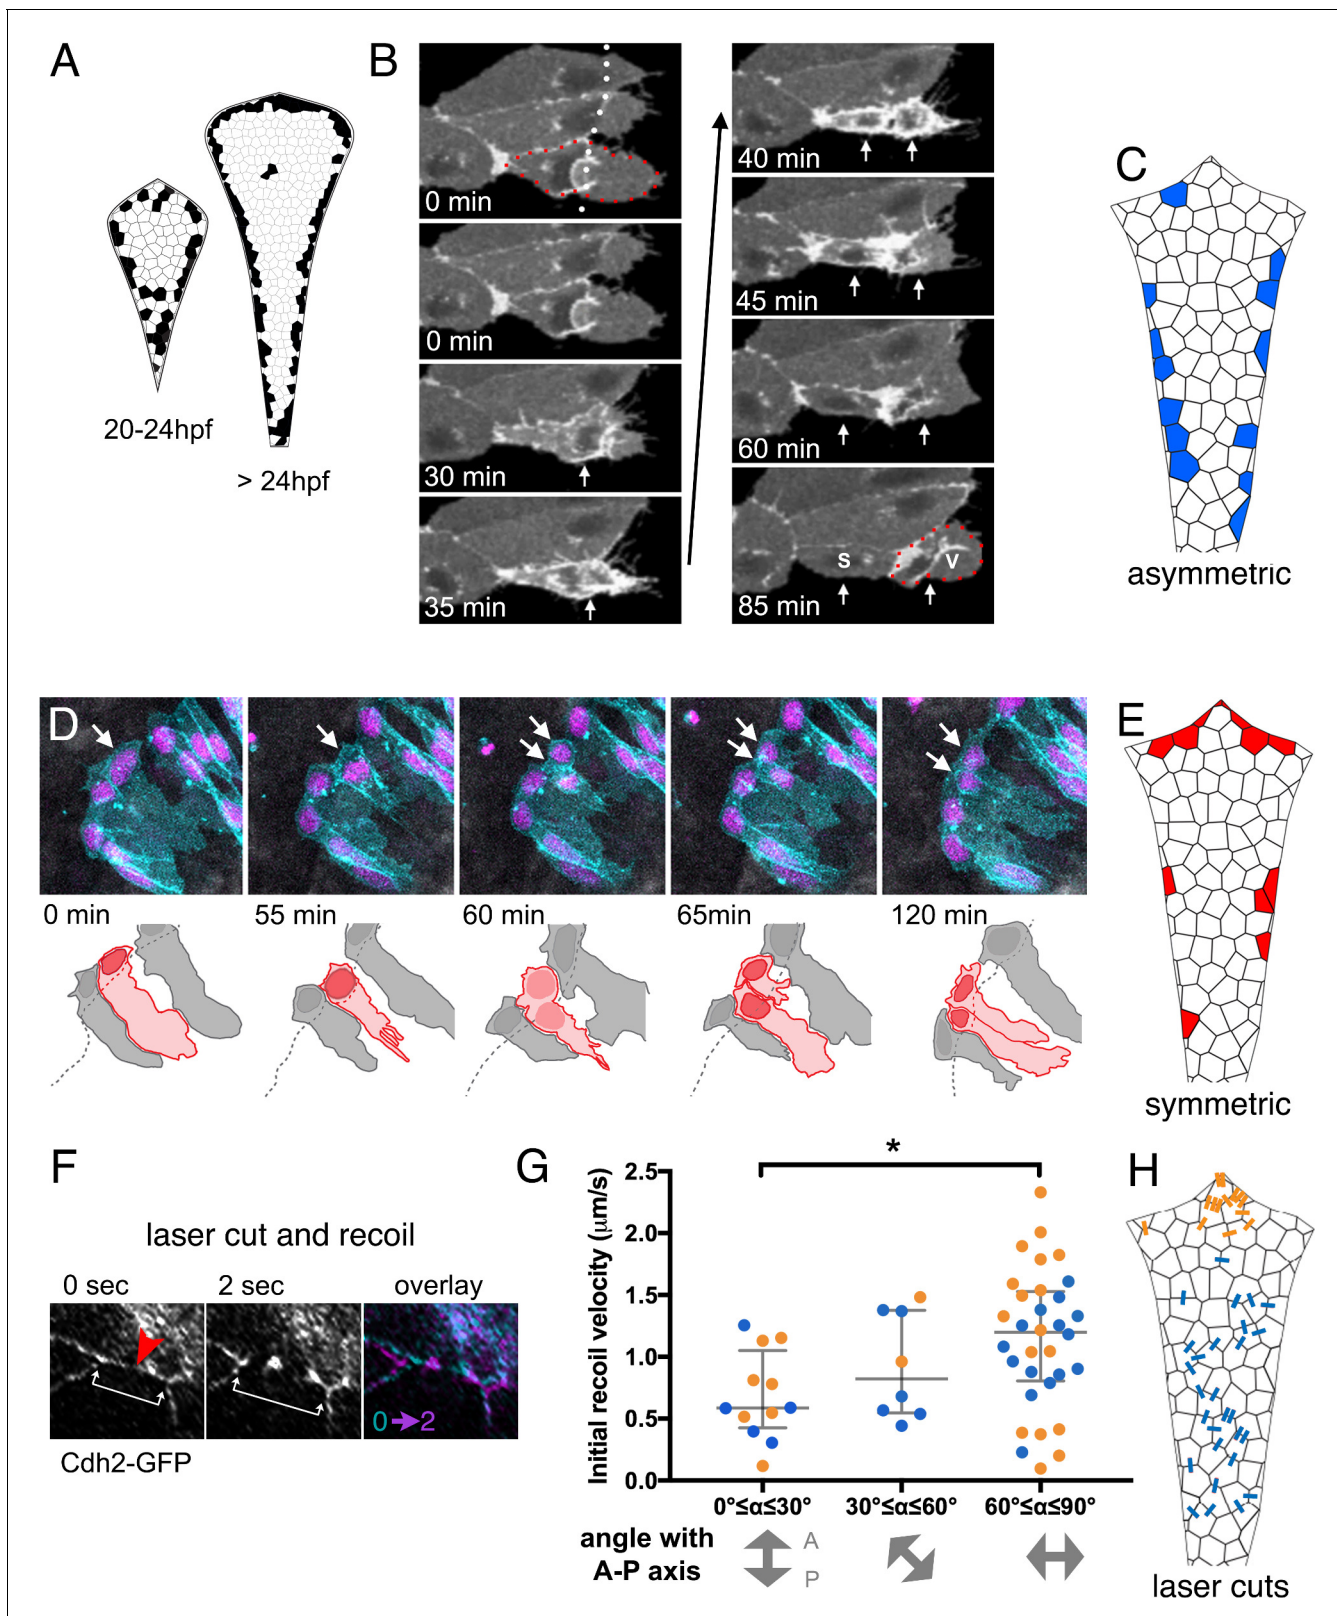 A
20-24hpf
> 24hpf
B
0 min
0 min
30 min
35 min
40 min
45 min
60 min
S
V
85 min
C
asymmetric
D
0 min
55 min
60 min
65min
120 min
E
symmetric
F
laser cut and recoil
0 sec
2 sec
overlay
0
2
Cdh2-GFP
G
*
Initial recoil velocity (μm/s)
2.5
2.0
1.5
1.0
0.5
0.0
0°≤α≤30°
30°≤α≤60°
60°≤α≤90°
angle with
A-P axis
A
P
H
laser cuts